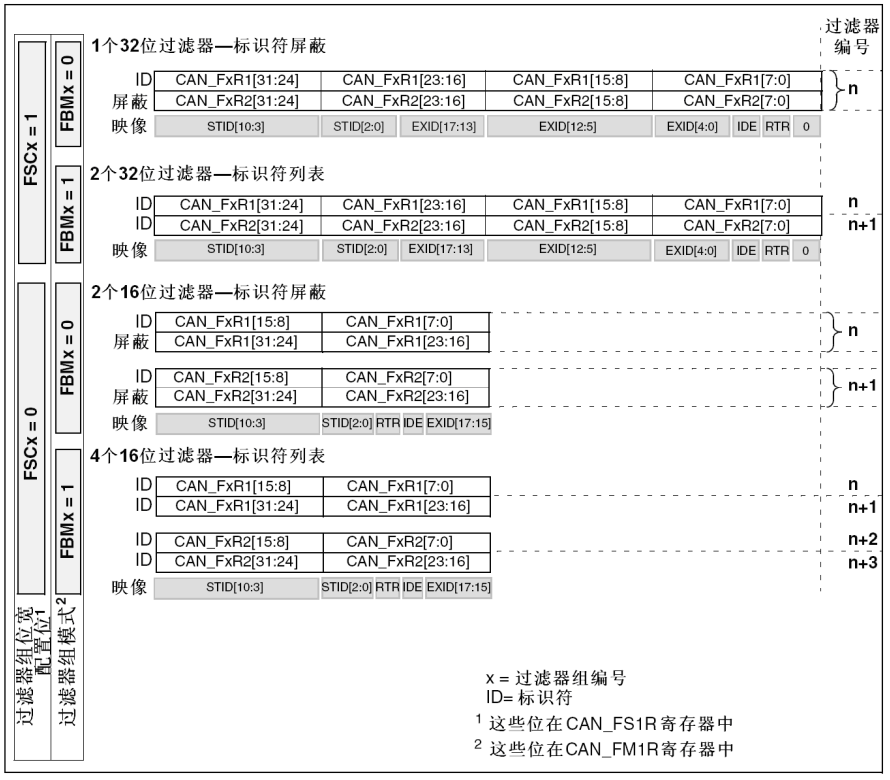 过滤器
编号
FSCx = 1
FBMx = 0
1个32位过滤器—标识符屏蔽
ID CAN_FxR1[31:24] CAN_FxR1[23:16] CAN_FxR1[15:8] CAN_FxR1[7:0]
n
屏蔽 CAN_FxR2[31:24] CAN_FxR2[23:16] CAN_FxR2[15:8] CAN_FxR2[7:0]
映像 STID[10:3] STID[2:0] EXID[17:13] EXID[12:5] EXID[4:0] IDE RTR 0
FBMx = 1
2个32位过滤器—标识符列表
ID CAN_FxR1[31:24] CAN_FxR1[23:16] CAN_FxR1[15:8] CAN_FxR1[7:0] n
ID CAN_FxR2[31:24] CAN_FxR2[23:16] CAN_FxR2[15:8] CAN_FxR2[7:0] n+1
映像 STID[10:3] STID[2:0] EXID[17:13] EXID[12:5] EXID[4:0] IDE RTR 0
FSCx = 0
FBMx = 0
2个16位过滤器—标识符屏蔽
ID CAN_FxR1[15:8] CAN_FxR1[7:0]
n
屏蔽 CAN_FxR1[31:24] CAN_FxR1[23:16]
ID CAN_FxR2[15:8] CAN_FxR2[7:0]
n+1
屏蔽 CAN_FxR2[31:24] CAN_FxR2[23:16]
映像 STID[10:3] STID[2:0] RTR IDE EXID[17:15]
FBMx = 1
4个16位过滤器—标识符列表
ID CAN_FxR1[15:8] CAN_FxR1[7:0] n
ID CAN_FxR1[31:24] CAN_FxR1[23:16] n+1
ID CAN_FxR2[15:8] CAN_FxR2[7:0] n+2
ID CAN_FxR2[31:24] CAN_FxR2[23:16] n+3
映像 STID[10:3] STID[2:0] RTR IDE EXID[17:15]
过滤器组位宽
配置位1
过滤器组模式2
x = 过滤器组编号
ID= 标识符
1 这些位在CAN_FS1R寄存器中
2 这些位在CAN_FM1R寄存器中